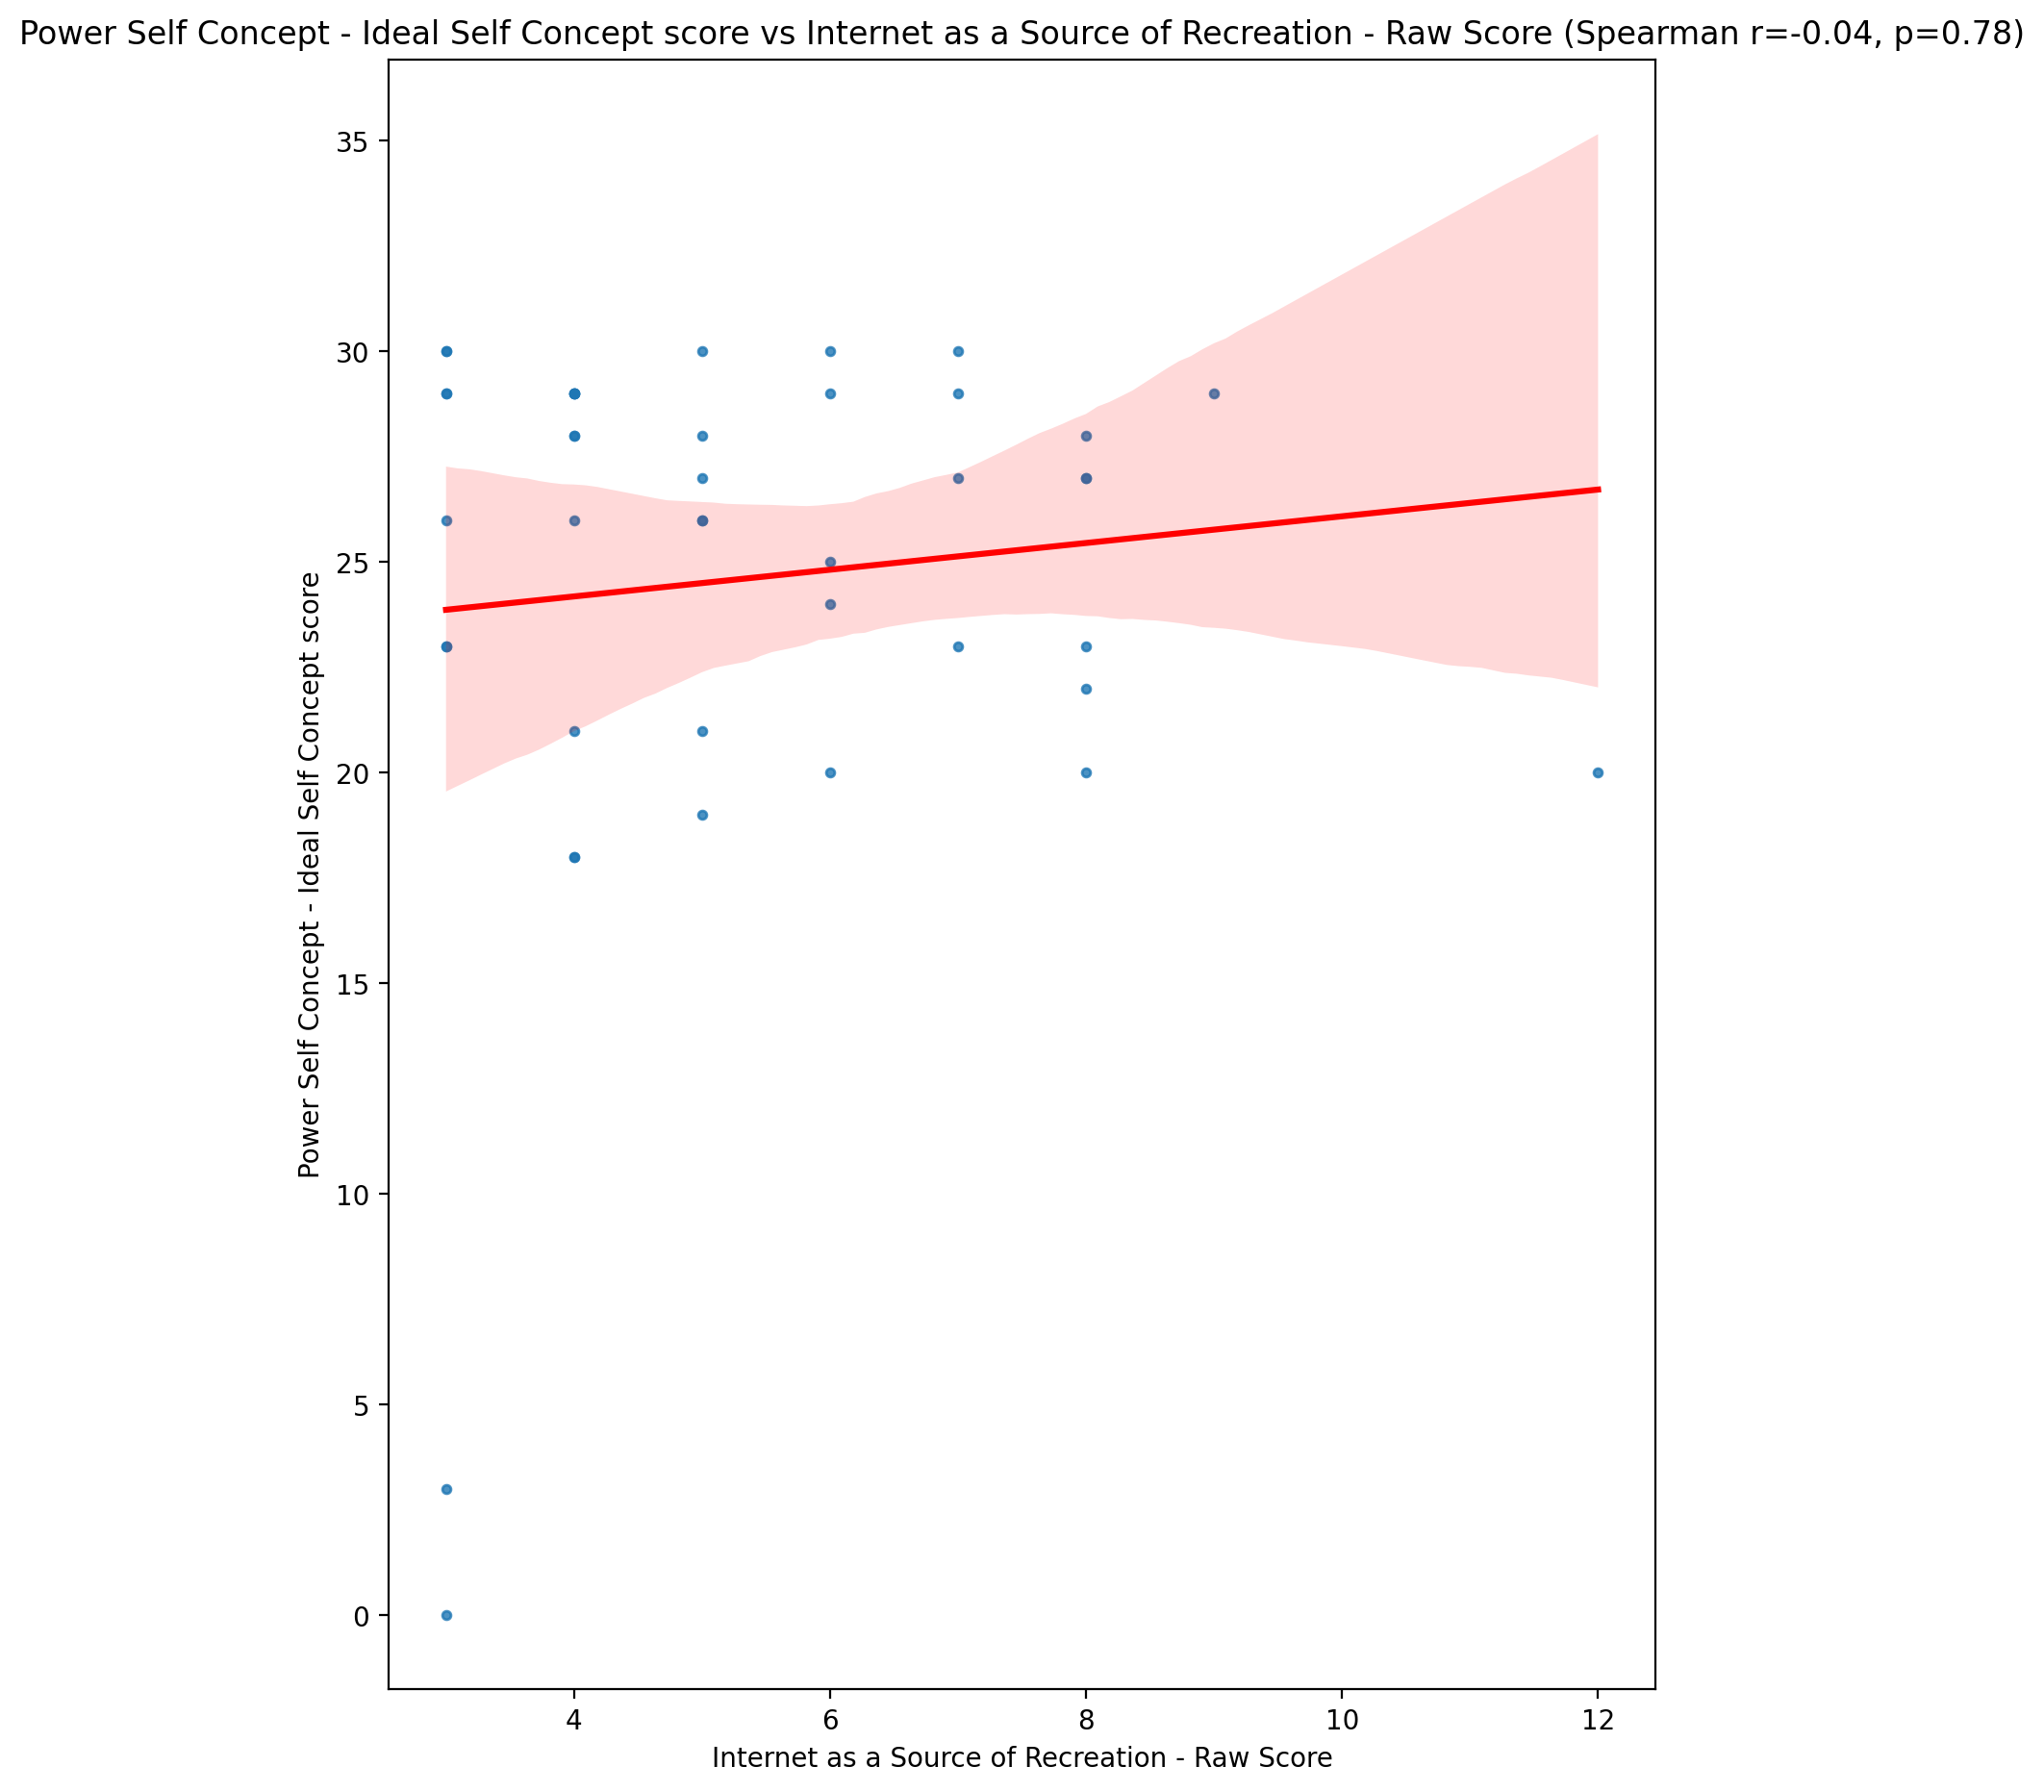 Power Self Concept - Ideal Self Concept score vs Internet as a Source of Recreation - Raw Score (Spearman r=-0.04, p=0.78)
Power Self Concept - Ideal Self Concept score
35
30
25
20
15
10
5
0
4 6 8 10 12
Internet as a Source of Recreation - Raw Score